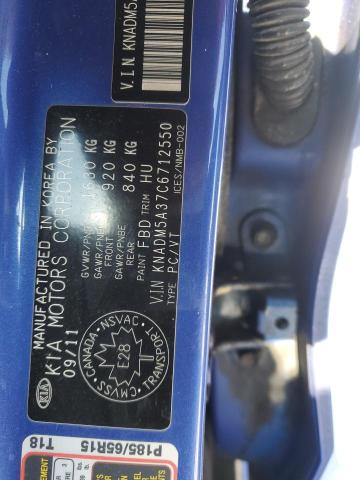 V.I.N. KNADM5
MANUFACTURED IN KOREA BY
KIA MOTORS CORPORATION
09/11
GVWR/PNBV 1630 KG
GAWR/PNBE FRONT 920 KG
GAWR/PNBE REAR 840 KG
PAINT FBD TRIM HU
V.I.N KNADM5A37C6712550
TYPE PC/VT ICES/NMB-002
KIA
CANADA NSVAC
E28
CMVSS TRANSPORT
P185/65R15
T18